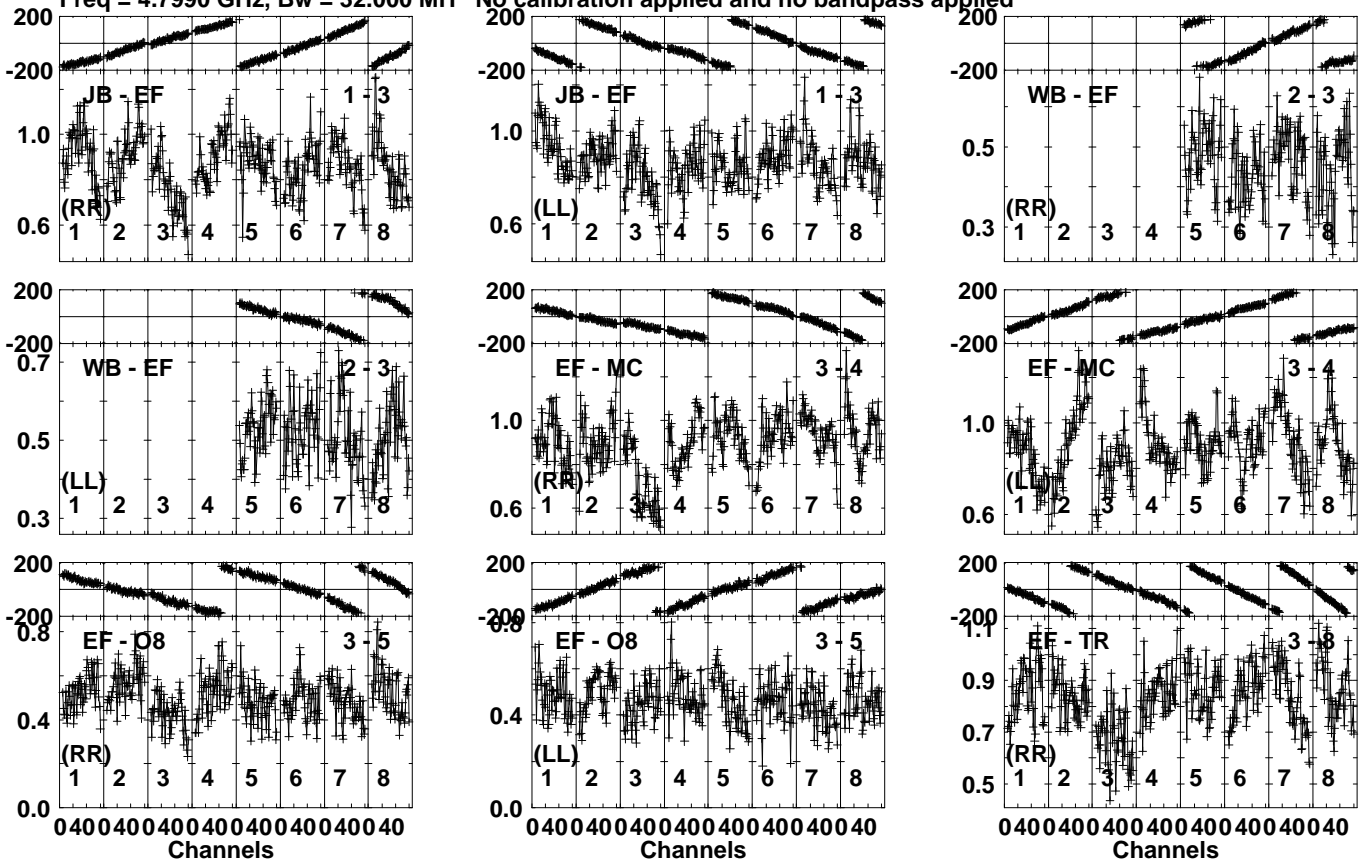 Freq = 4.7990 GHz, Bw = 32.000 MH No calibration applied and no bandpass applied
200
-200
JB - EF 1 - 3
1.0
0.6
(RR)
1 2 3 4 5 6 7 8
200
-200
JB - EF 1 - 3
1.0
0.6
(LL)
1 2 3 4 5 6 7 8
200
-200
WB - EF 2 - 3
0.5
0.3
(RR)
1 2 3 4 5 6 7 8
200
-200
0.7
WB - EF 2 - 3
0.5
(LL)
1 2 3 4 5 6 7 8
0.3
200
-200
EF - MC 3 - 4
1.0
(RR)
1 2 3 4 5 6 7 8
0.6
200
-200
EF - MC 3 - 4
1.0
(LL)
1 2 3 4 5 6 7 8
0.6
200
-200
0.8
EF - O8 3 - 5
0.4
(RR)
1 2 3 4 5 6 7 8
0.0
0 40 0 40 0 40 0 40 0 40 0 40 0 40 0 40
Channels
200
-200
0.8
EF - O8 3 - 5
0.4
(LL)
1 2 3 4 5 6 7 8
0.0
0 40 0 40 0 40 0 40 0 40 0 40 0 40 0 40
Channels
200
-200
1.1
EF - TR 3 - 8
0.9
0.7
(RR)
1 2 3 4 5 6 7 8
0.5
0 40 0 40 0 40 0 40 0 40 0 40 0 40 0 40
Channels